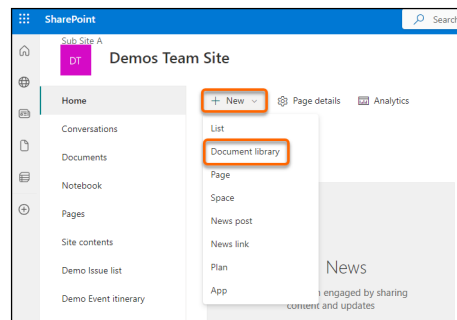 SharePoint
Search
Sub Site A
DT
Demos Team Site
Home
+ New
Page details
Analytics
Conversations
Documents
Notebook
Pages
Site contents
Demo Issue list
Demo Event itinerary
List
Document library
Page
Space
News post
News link
Plan
App
News
engaged by sharing
content and updates